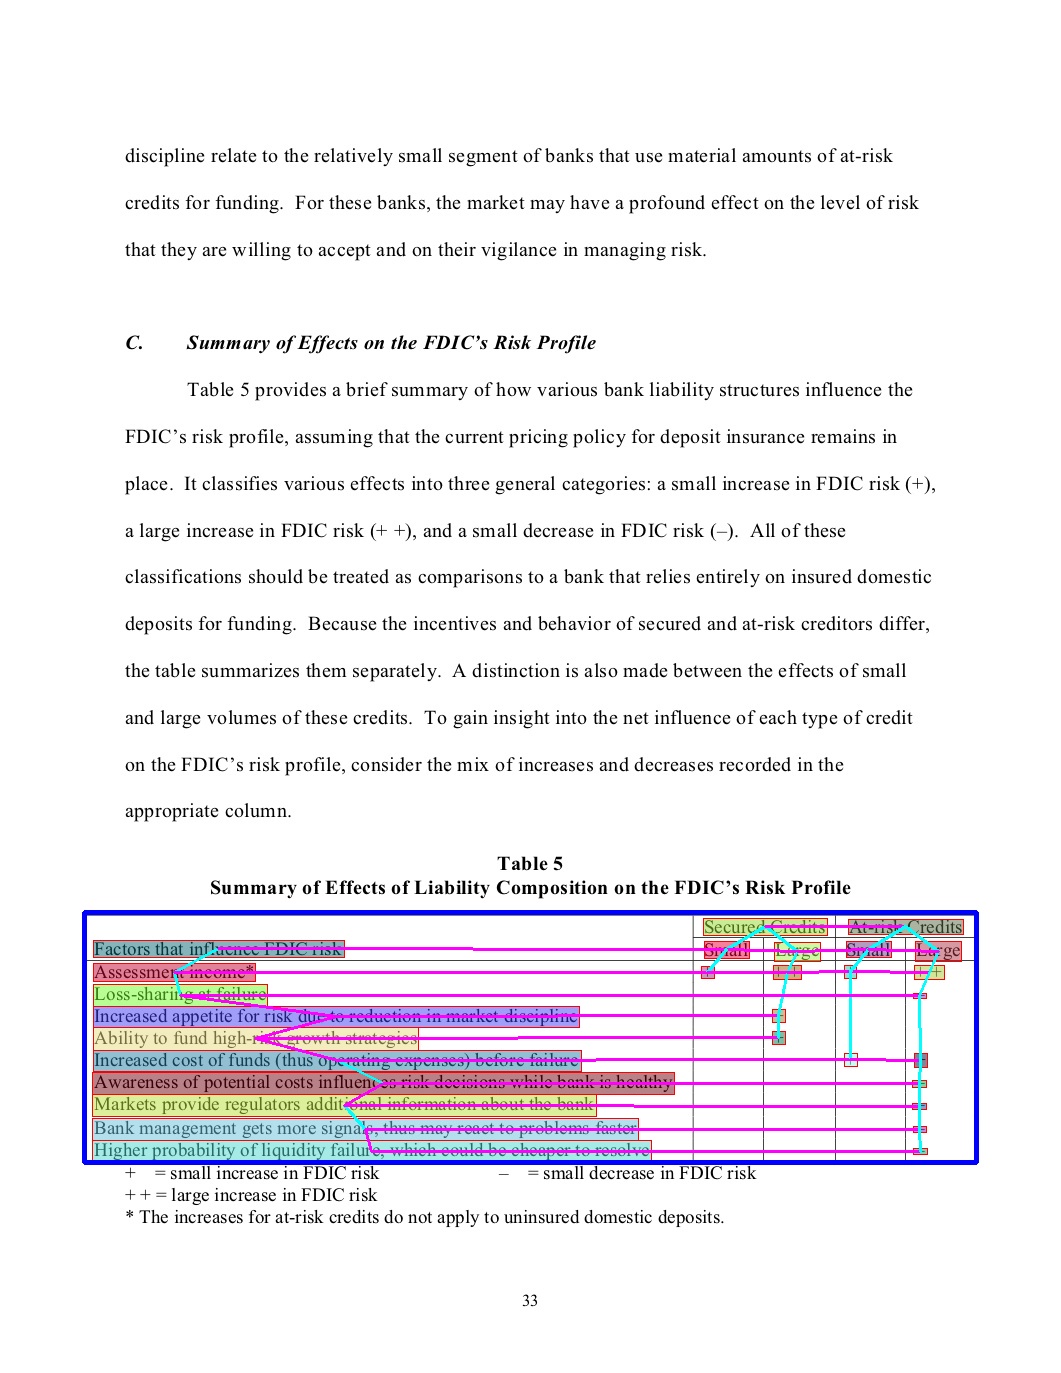 discipline relate to the relatively small segment of banks that use material amounts of at-risk
credits for funding.  For these banks, the market may have a profound effect on the level of risk
that they are willing to accept and on their vigilance in managing risk.
C. Summary of Effects on the FDIC's Risk Profile
Table 5 provides a brief summary of how various bank liability structures influence the
FDIC's risk profile, assuming that the current pricing policy for deposit insurance remains in
place.  It classifies various effects into three general categories: a small increase in FDIC risk (+),
a large increase in FDIC risk (+ +), and a small decrease in FDIC risk (–).  All of these
classifications should be treated as comparisons to a bank that relies entirely on insured domestic
deposits for funding.  Because the incentives and behavior of secured and at-risk creditors differ,
the table summarizes them separately.  A distinction is also made between the effects of small
and large volumes of these credits.  To gain insight into the net influence of each type of credit
on the FDIC's risk profile, consider the mix of increases and decreases recorded in the
appropriate column.
Table 5
Summary of Effects of Liability Composition on the FDIC's Risk Profile
Secured Credits At-risk Credits
Factors that influence FDIC risk Small Large Small Large
Assessment income* + + + + + +
Loss-sharing at failure –
Increased appetite for risk due to reduction in market discipline +
Ability to fund high-risk growth strategies +
Increased cost of funds (thus operating expenses) before failure + +
Awareness of potential costs influences risk decisions while bank is healthy –
Markets provide regulators additional information about the bank –
Bank management gets more signals, thus may react to problems faster –
Higher probability of liquidity failure, which could be cheaper to resolve –
+ = small increase in FDIC risk – = small decrease in FDIC risk
+ + = large increase in FDIC risk
* The increases for at-risk credits do not apply to uninsured domestic deposits.
33